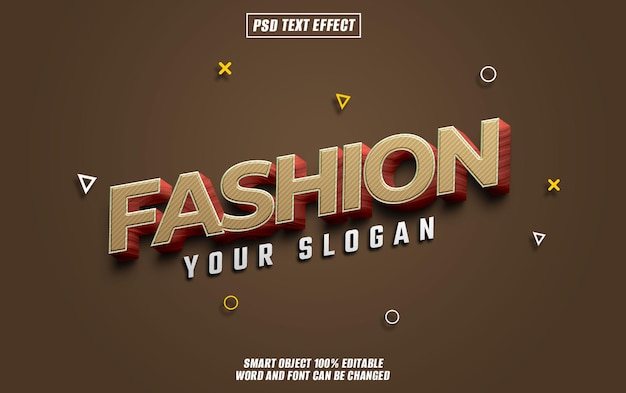 PSD TEXT EFFECT
FASHION
YOUR SLOGAN
SMART OBJECT 100% EDITABLE
WORD AND FONT CAN BE CHANGED